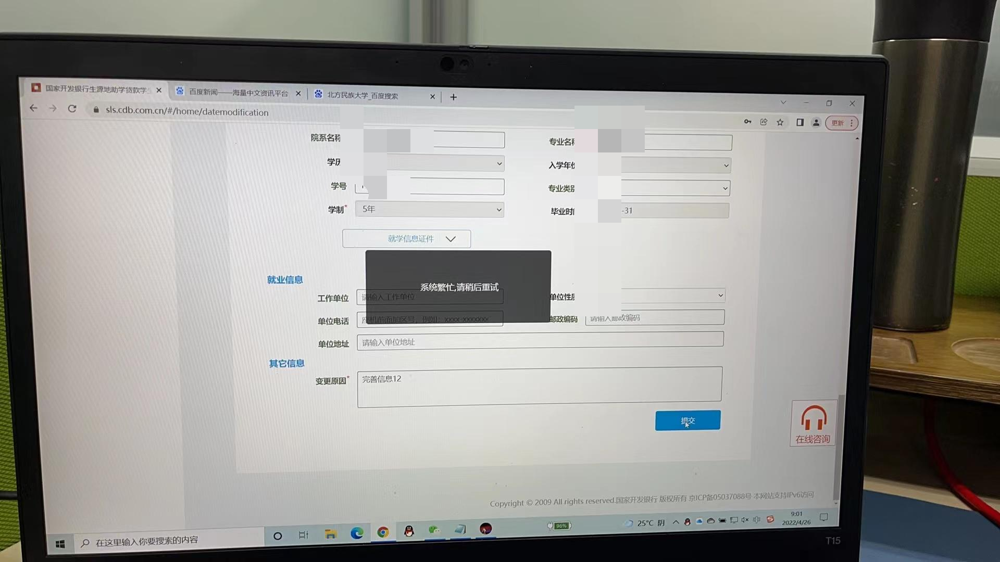 国家开发银行生源地助学贷款学
百度新闻——海量中文资讯平台
北方民族大学_百度搜索
sls.cdb.com.cn/#/home/datemodification
更新
院系名称
专业名称
学历
入学年份
学号
专业类别
学制* 5年
毕业时间 -31
就学信息证件
系统繁忙,请稍后重试
就业信息
工作单位 请输入工作单位
单位性质
单位电话 座机前面加区号，例如：xxxx-xxxxxxx
邮政编码 请输入邮政编码
单位地址 请输入单位地址
其它信息
变更原因* 完善信息12
提交
在线咨询
Copyright © 2009 All rights reserved.国家开发银行 版权所有 京ICP备05037088号 本网站支持IPv6访问
在这里输入你要搜索的内容
96%
25°C 阴
中
9:01
2022/4/26
T15